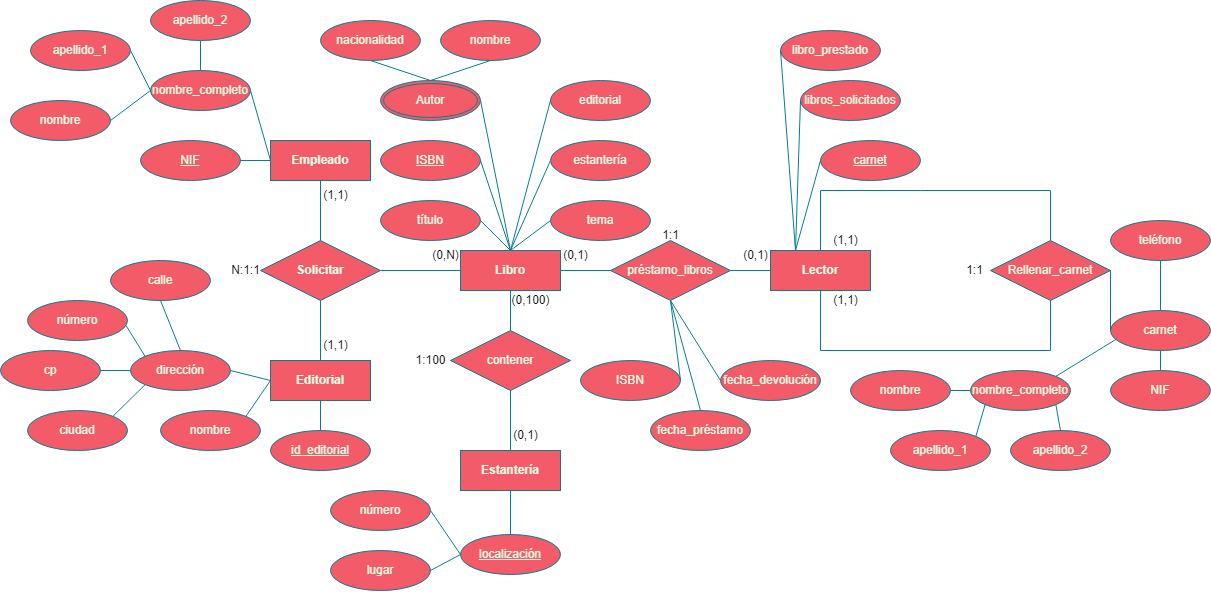 apellido_2
apellido_1
nombre_completo
nombre
NIF
Empleado
(1,1)
nacionalidad
nombre
Autor
editorial
ISBN
estantería
título
tema
libro_prestado
libros_solicitados
carnet
N:1:1
Solicitar
(0,N)
Libro
(0,1)
1:1
préstamo_libros
(0,1)
Lector
(1,1)
(1,1)
1:1
Rellenar_carnet
teléfono
carnet
(0,100)
calle
número
cp
dirección
ciudad
nombre
(1,1)
Editorial
id_editorial
1:100
contener
ISBN
fecha_devolución
fecha_préstamo
nombre
nombre_completo
NIF
apellido_1
apellido_2
(0,1)
Estantería
número
localización
lugar